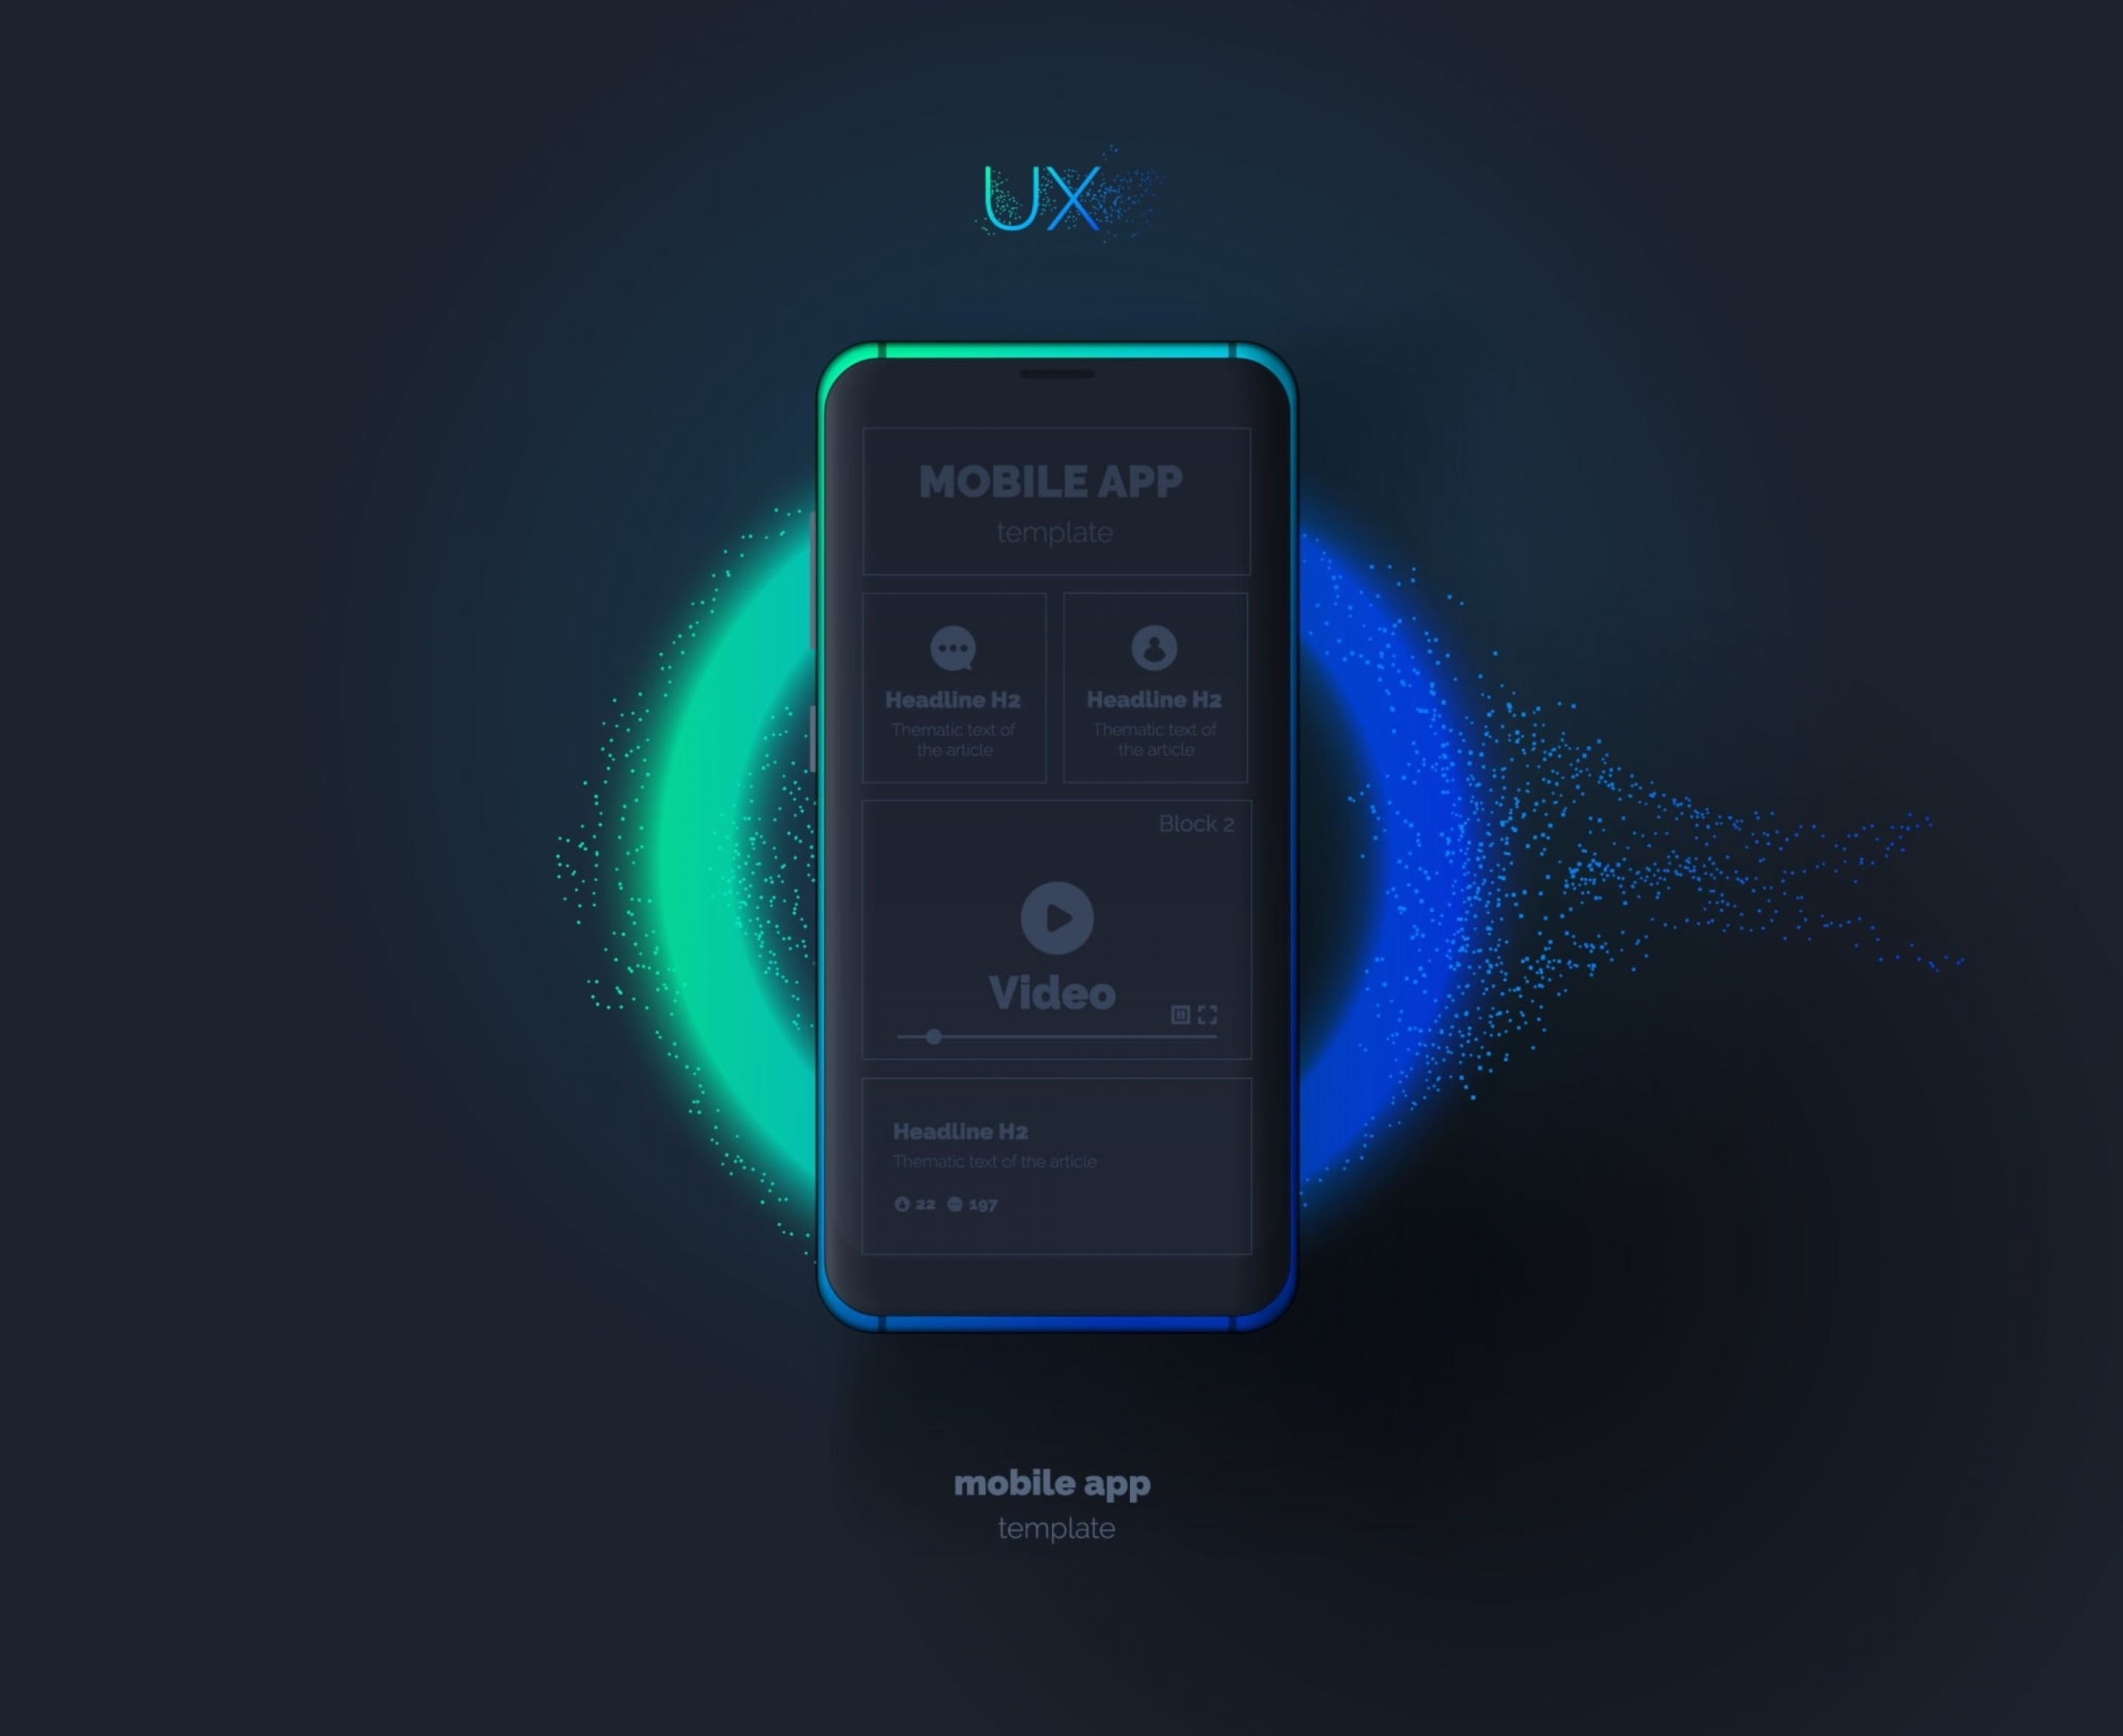 UX
MOBILE APP
template
Headline H2
Thematic text of
the article
Headline H2
Thematic text of
the article
Block 2
Video
Headline H2
Thematic text of the article
22 197
mobile app
template